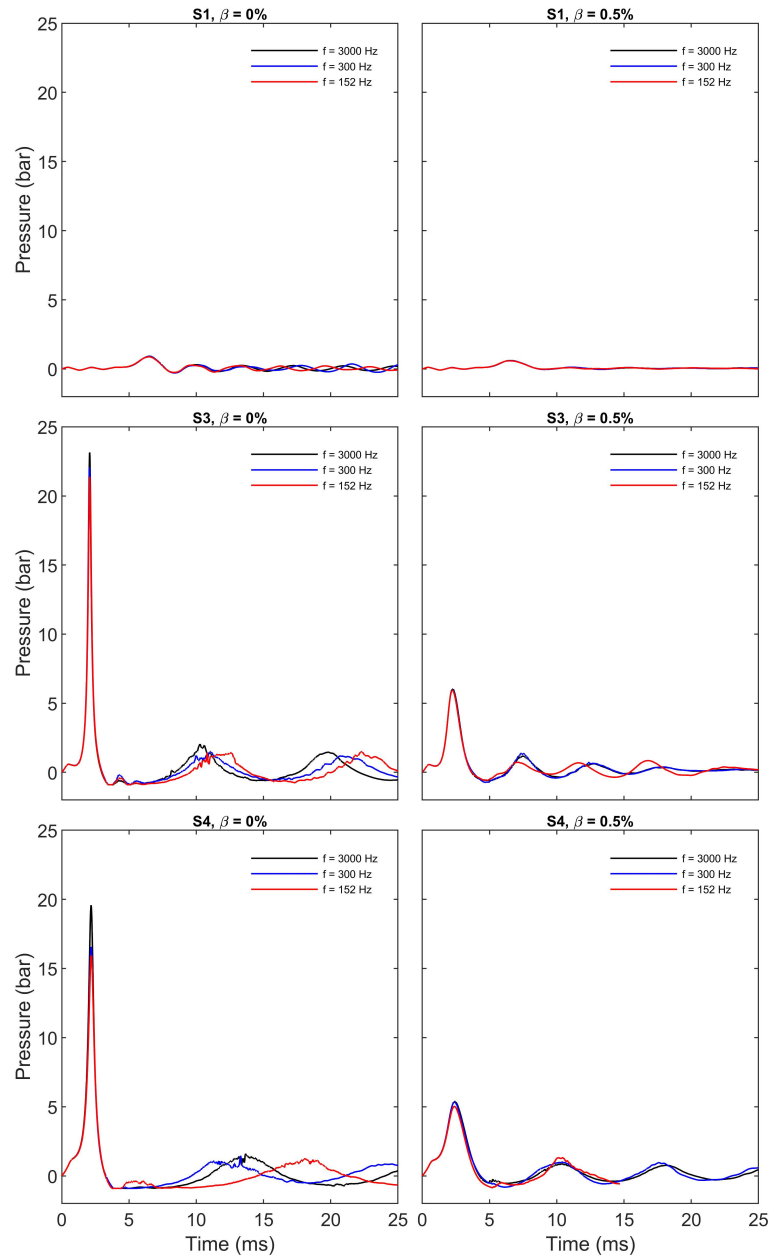 S1, β = 0%
S1, β = 0.5%
25
20
15
10
5
0
Pressure (bar)
f = 3000 Hz
f = 300 Hz
f = 152 Hz
f = 3000 Hz
f = 300 Hz
f = 152 Hz
S3, β = 0%
S3, β = 0.5%
25
20
15
10
5
0
Pressure (bar)
f = 3000 Hz
f = 300 Hz
f = 152 Hz
f = 3000 Hz
f = 300 Hz
f = 152 Hz
S4, β = 0%
S4, β = 0.5%
25
20
15
10
5
0
Pressure (bar)
f = 3000 Hz
f = 300 Hz
f = 152 Hz
f = 3000 Hz
f = 300 Hz
f = 152 Hz
0 5 10 15 20 25
0 5 10 15 20 25
Time (ms)
Time (ms)